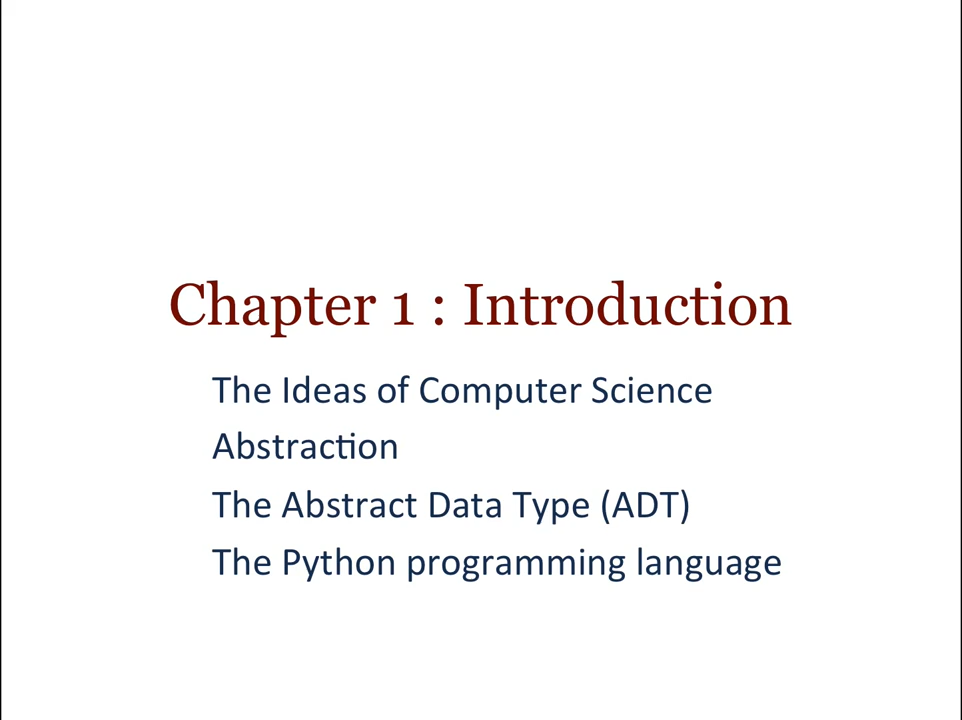 Chapter 1 : Introduction
The Ideas of Computer Science
Abstraction
The Abstract Data Type (ADT)
The Python programming language